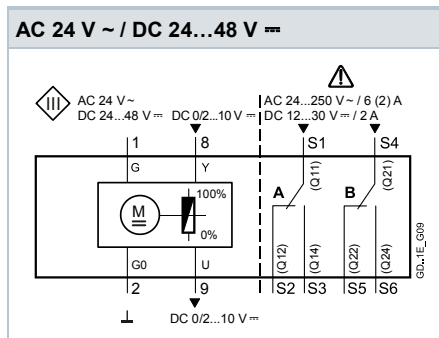 AC 24 V ~ / DC 24...48 V ⎓
III
AC 24 V ~
DC 24...48 V ⎓ DC 0/2...10 V ⎓
AC 24...250 V ~ / 6 (2) A
DC 12...30 V ⎓ / 2 A
1 8 S1 S4
G Y (Q11) (Q21)
100%
A B
M
0%
G0 U (Q12) (Q14) (Q22) (Q24)
2 9 S2 S3 S5 S6
⊥ DC 0/2...10 V ⎓
GD..1E_G09